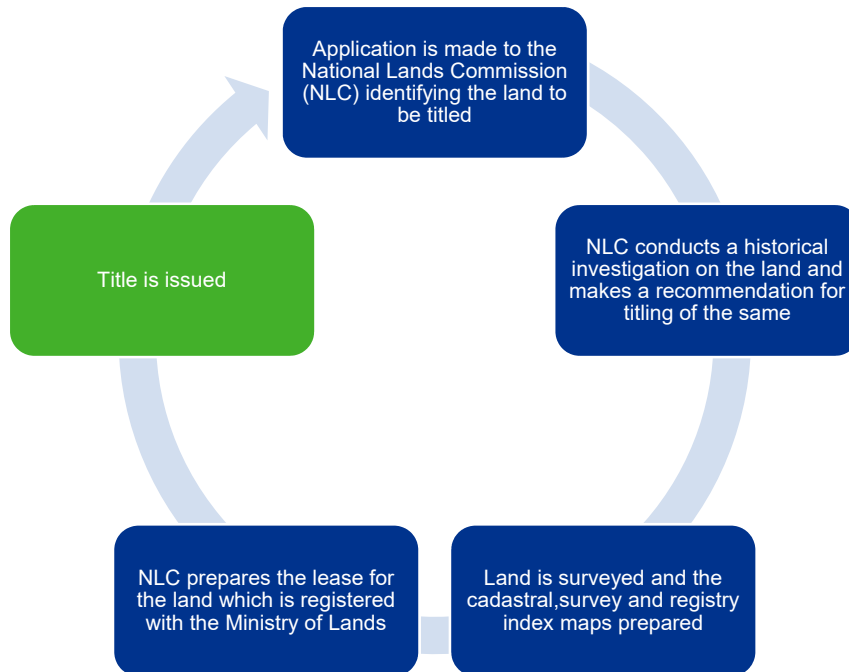 Application is made to the
National Lands Commission
(NLC) identifying the land to
be titled
NLC conducts a historical
investigation on the land and
makes a recommendation for
titling of the same
Land is surveyed and the
cadastral,survey and registry
index maps prepared
NLC prepares the lease for
the land which is registered
with the Ministry of Lands
Title is issued